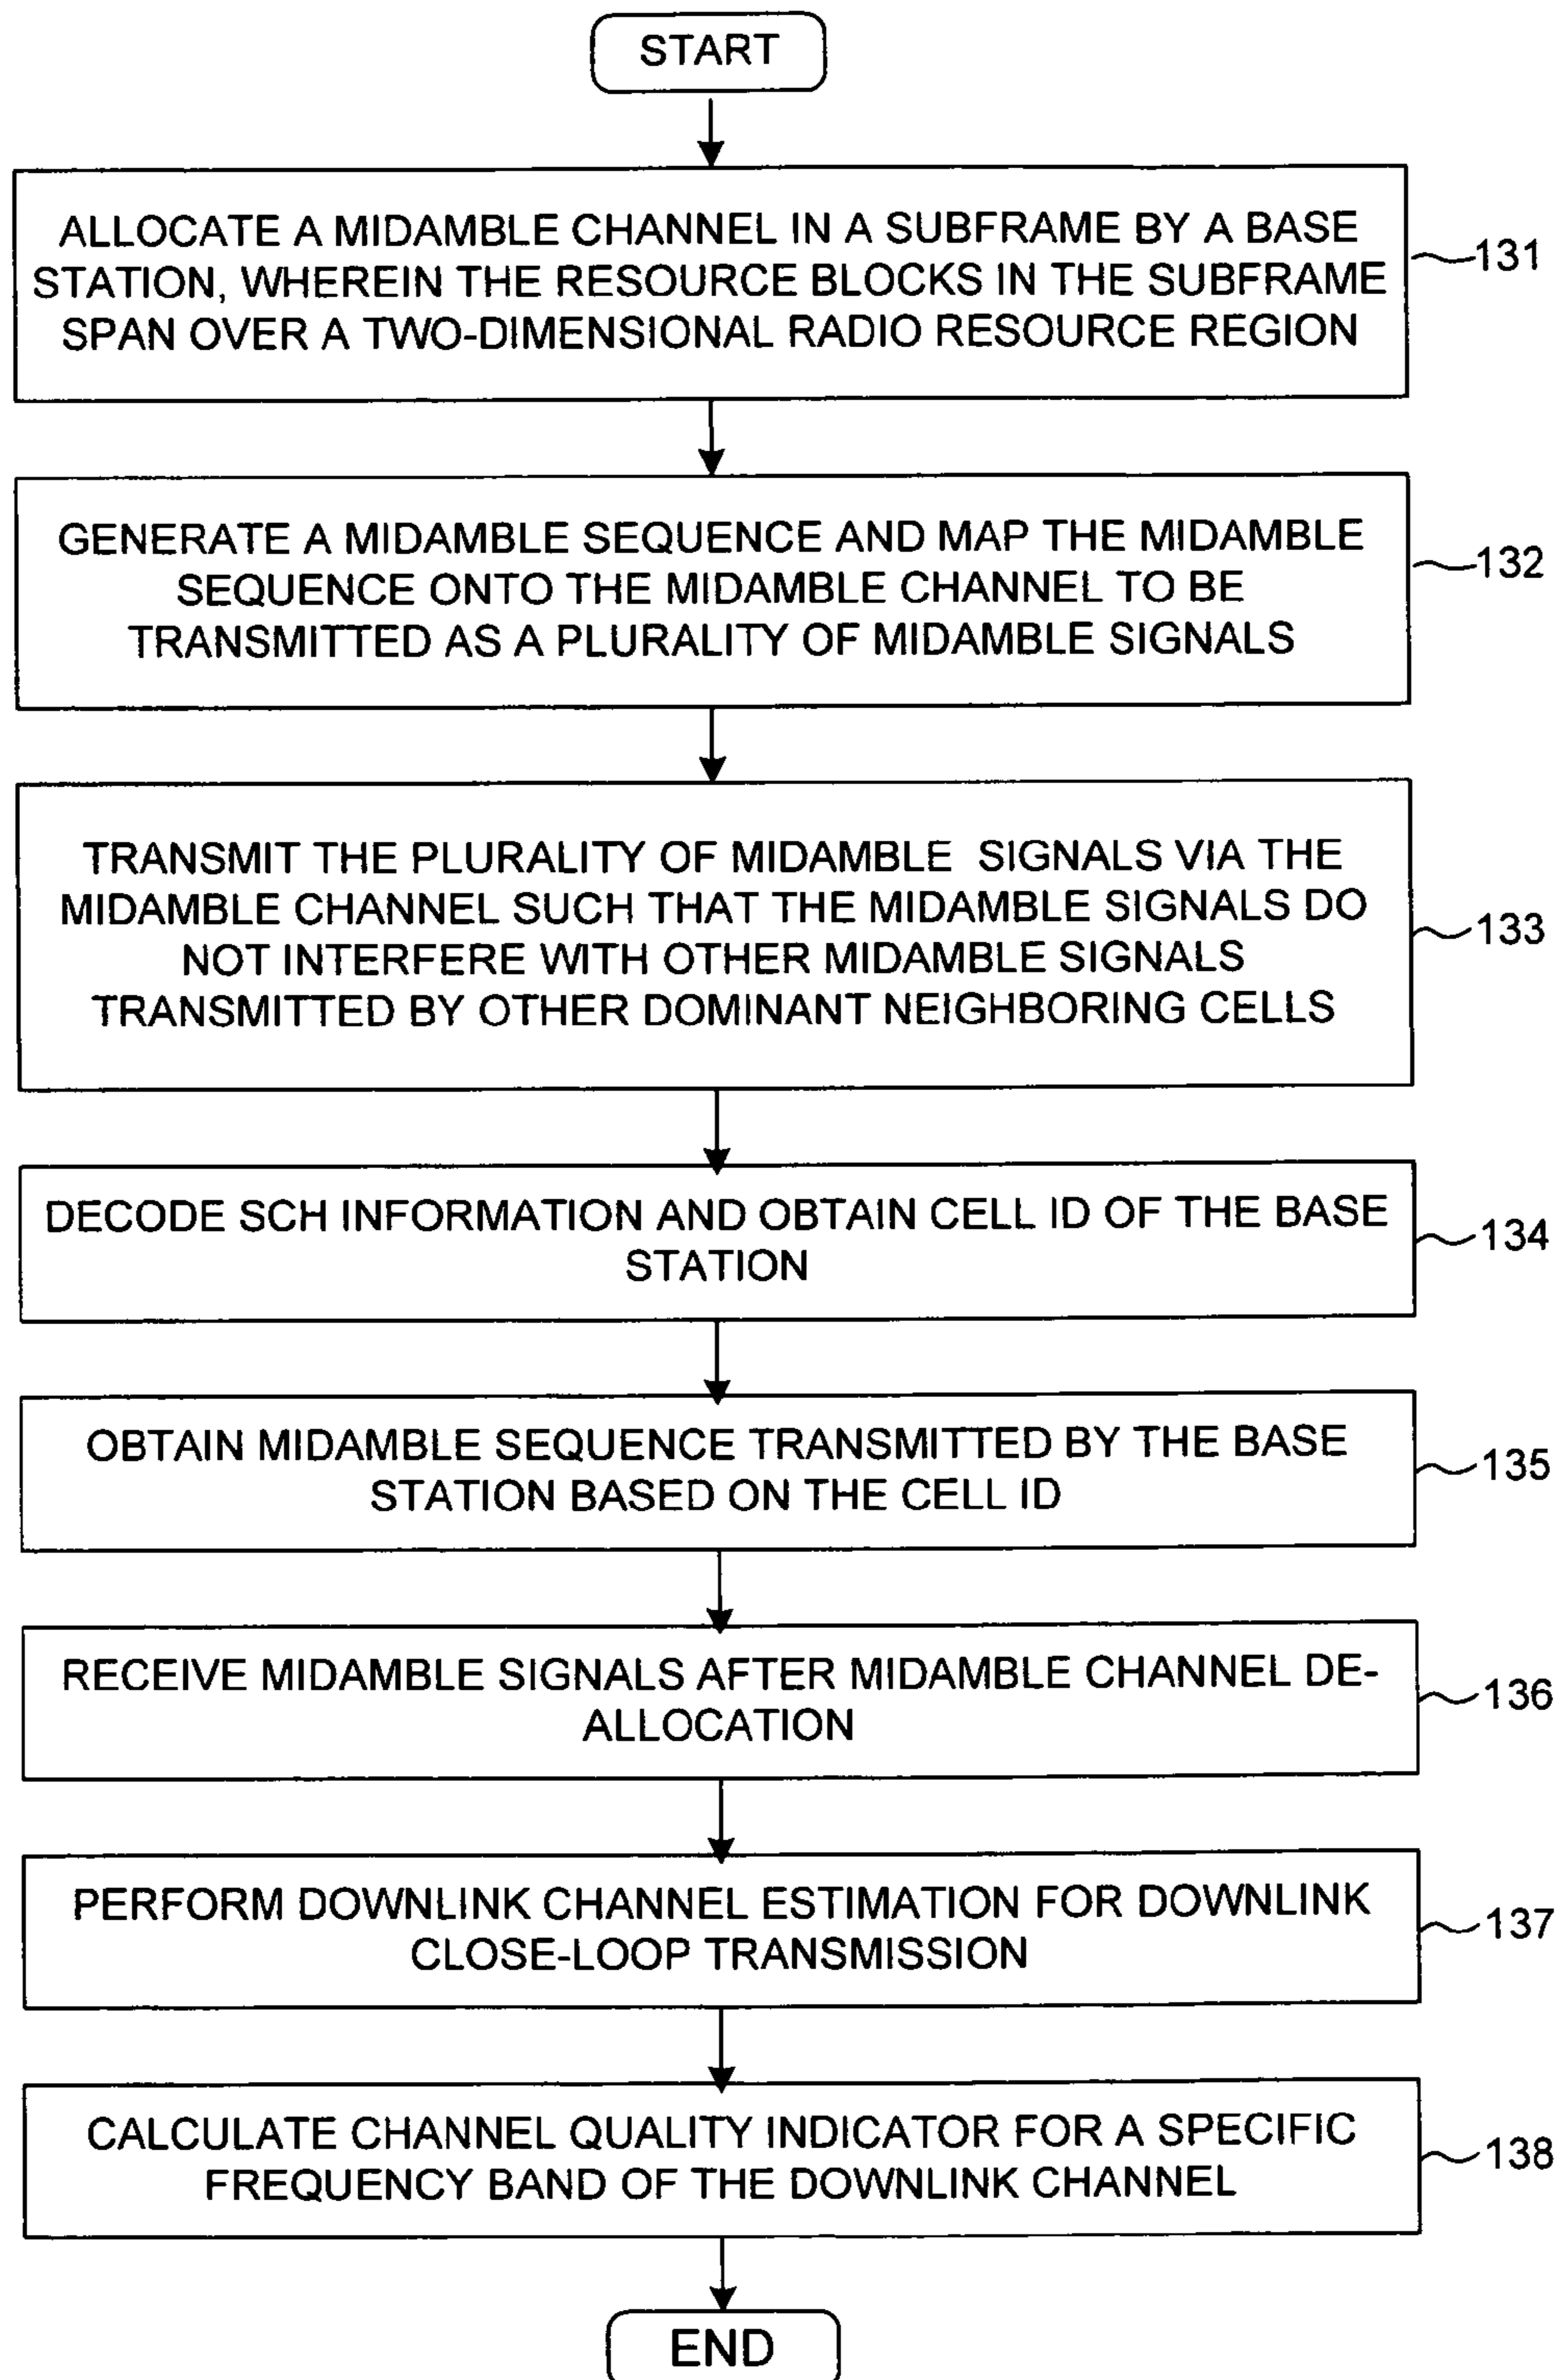 START
ALLOCATE A MIDAMBLE CHANNEL IN A SUBFRAME BY A BASE
STATION, WHEREIN THE RESOURCE BLOCKS IN THE SUBFRAME
SPAN OVER A TWO-DIMENSIONAL RADIO RESOURCE REGION
131
GENERATE A MIDAMBLE SEQUENCE AND MAP THE MIDAMBLE
SEQUENCE ONTO THE MIDAMBLE CHANNEL TO BE
TRANSMITTED AS A PLURALITY OF MIDAMBLE SIGNALS
132
TRANSMIT THE PLURALITY OF MIDAMBLE SIGNALS VIA THE
MIDAMBLE CHANNEL SUCH THAT THE MIDAMBLE SIGNALS DO
NOT INTERFERE WITH OTHER MIDAMBLE SIGNALS
TRANSMITTED BY OTHER DOMINANT NEIGHBORING CELLS
133
DECODE SCH INFORMATION AND OBTAIN CELL ID OF THE BASE
STATION
134
OBTAIN MIDAMBLE SEQUENCE TRANSMITTED BY THE BASE
STATION BASED ON THE CELL ID
135
RECEIVE MIDAMBLE SIGNALS AFTER MIDAMBLE CHANNEL DE-
ALLOCATION
136
PERFORM DOWNLINK CHANNEL ESTIMATION FOR DOWNLINK
CLOSE-LOOP TRANSMISSION
137
CALCULATE CHANNEL QUALITY INDICATOR FOR A SPECIFIC
FREQUENCY BAND OF THE DOWNLINK CHANNEL
138
END